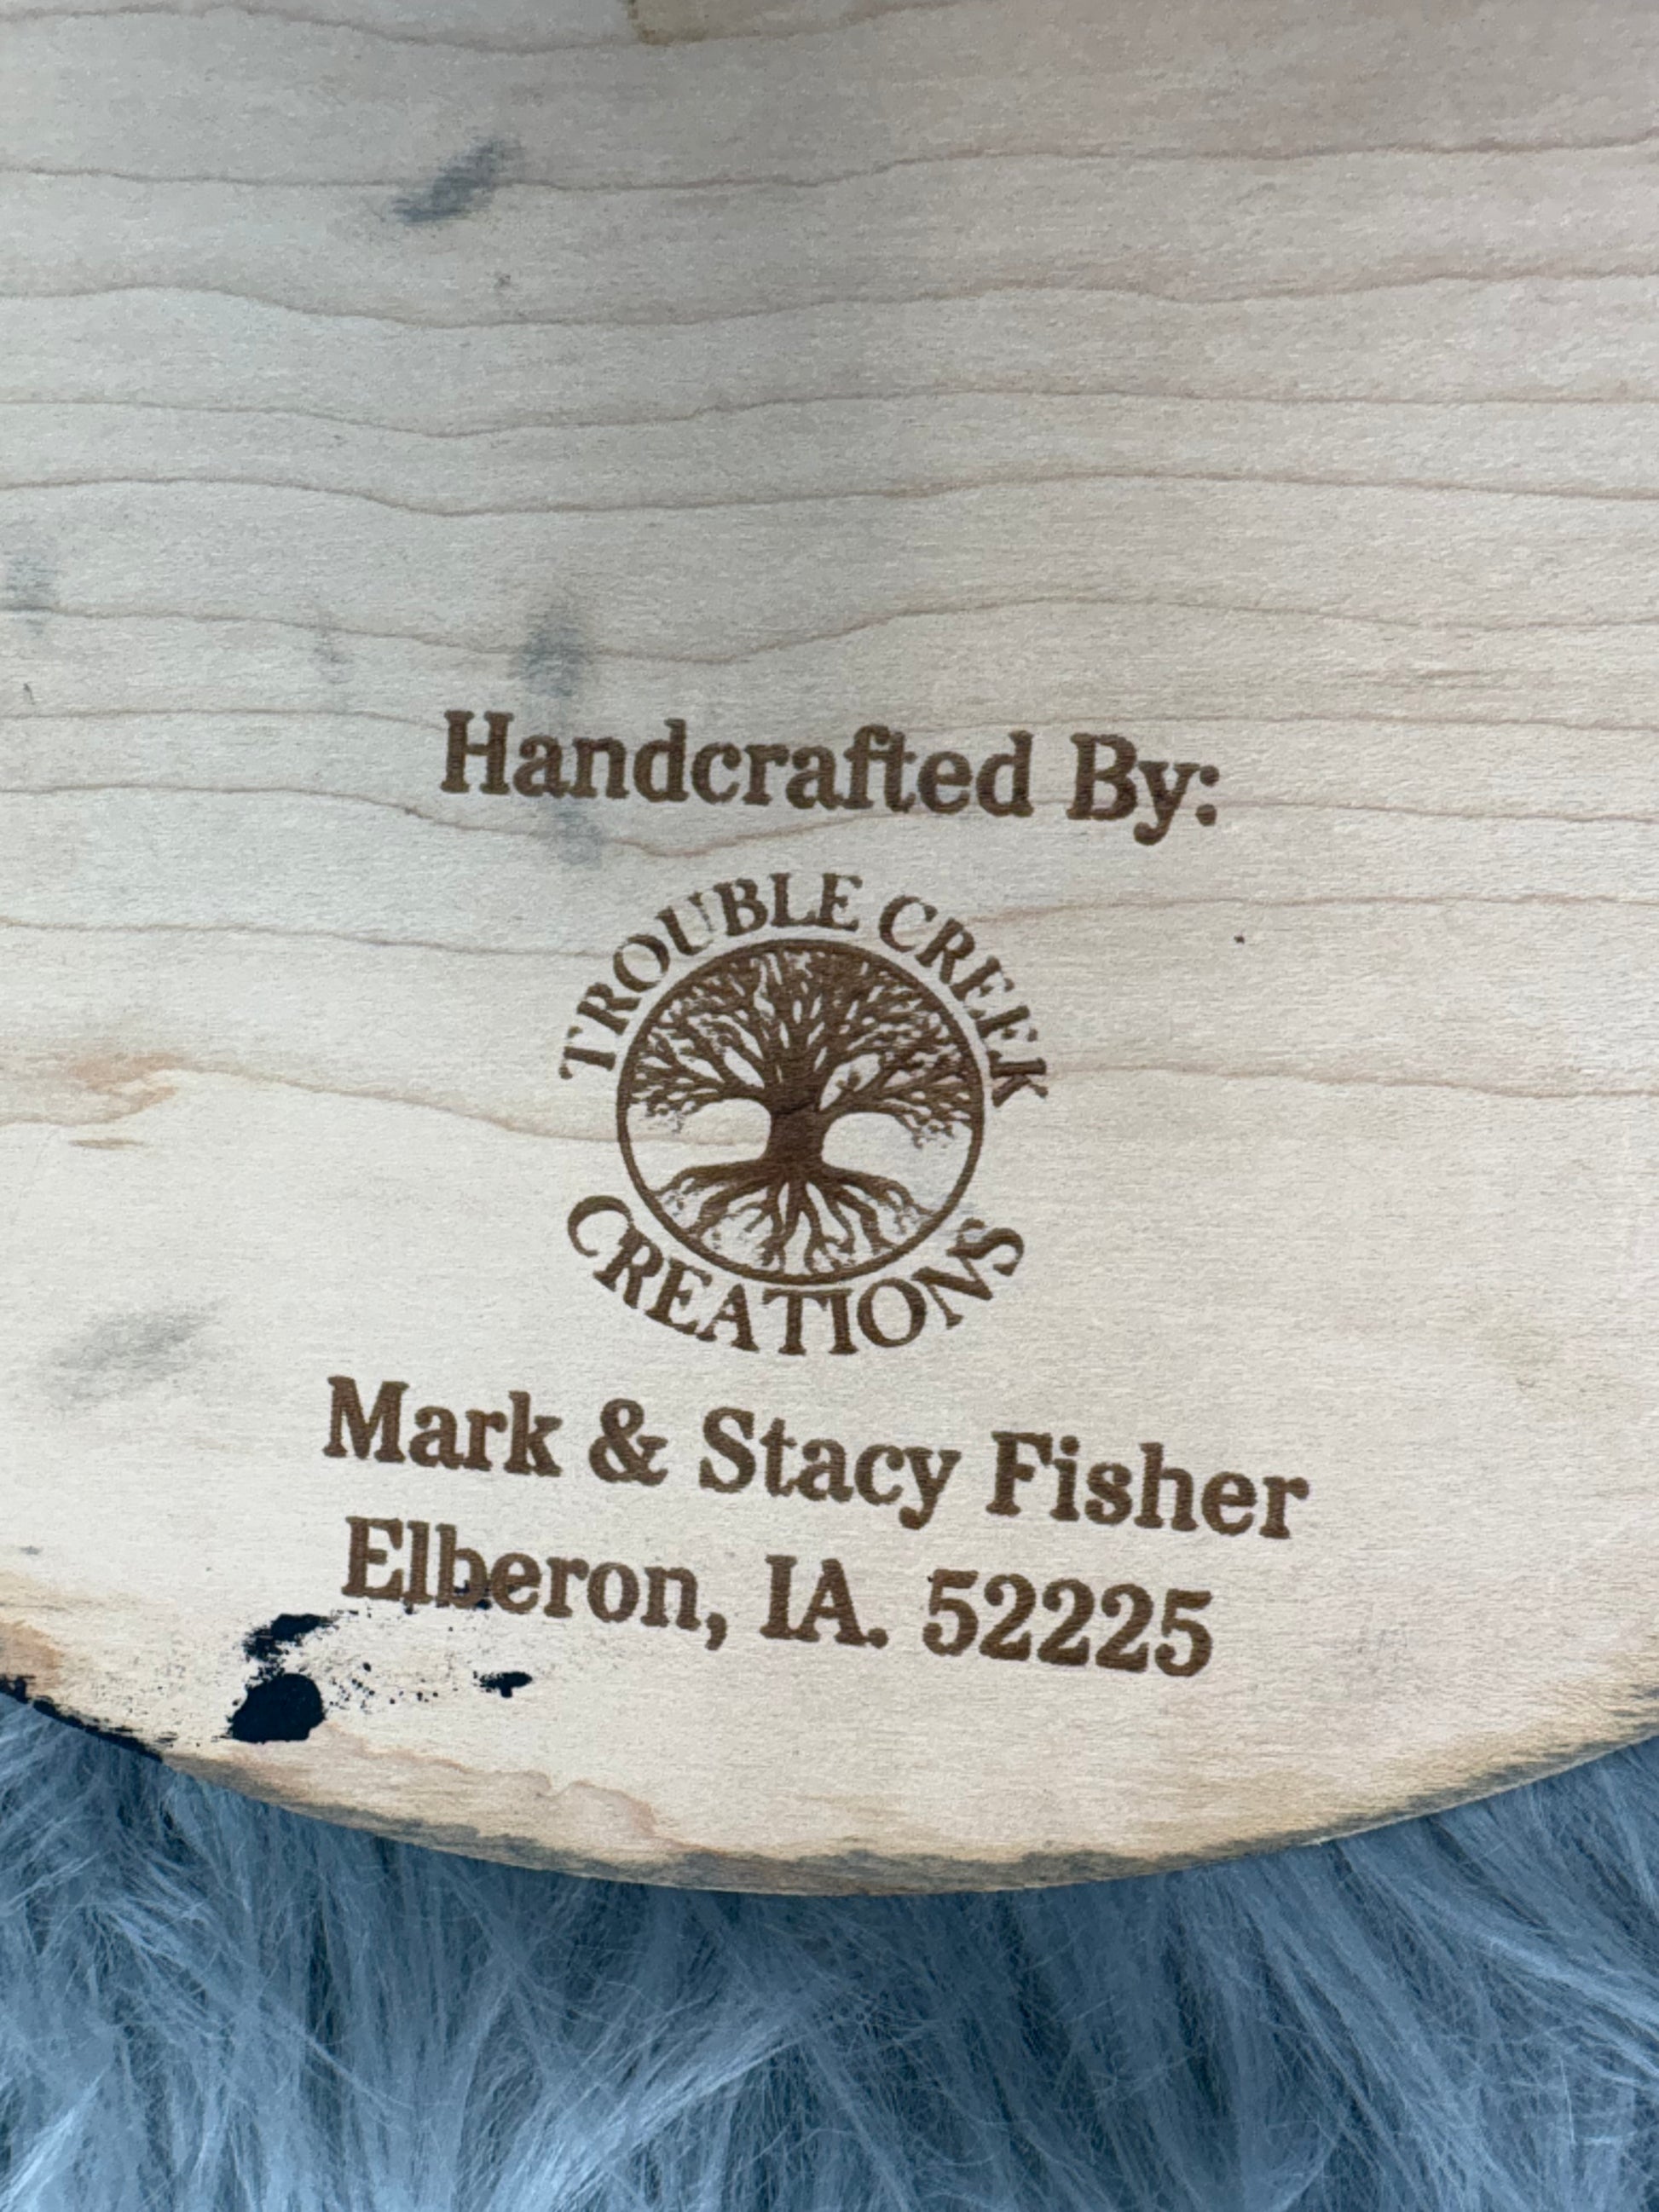 Handcrafted By:
TROUBLE CREEK
CREATIONS
Mark & Stacy Fisher
Elberon, IA. 52225